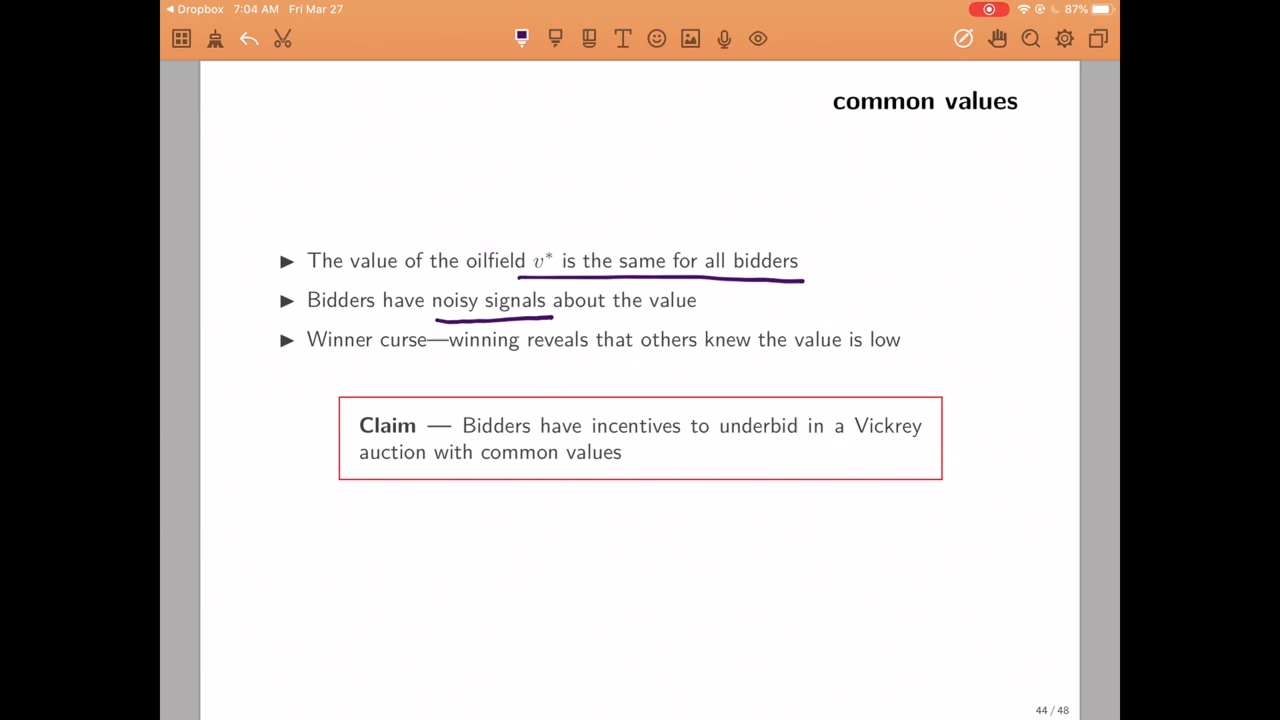 Dropbox 7:04 AM Fri Mar 27 87%
common values
The value of the oilfield v* is the same for all bidders
Bidders have noisy signals about the value
Winner curse—winning reveals that others knew the value is low
Claim — Bidders have incentives to underbid in a Vickrey
auction with common values
44 / 48